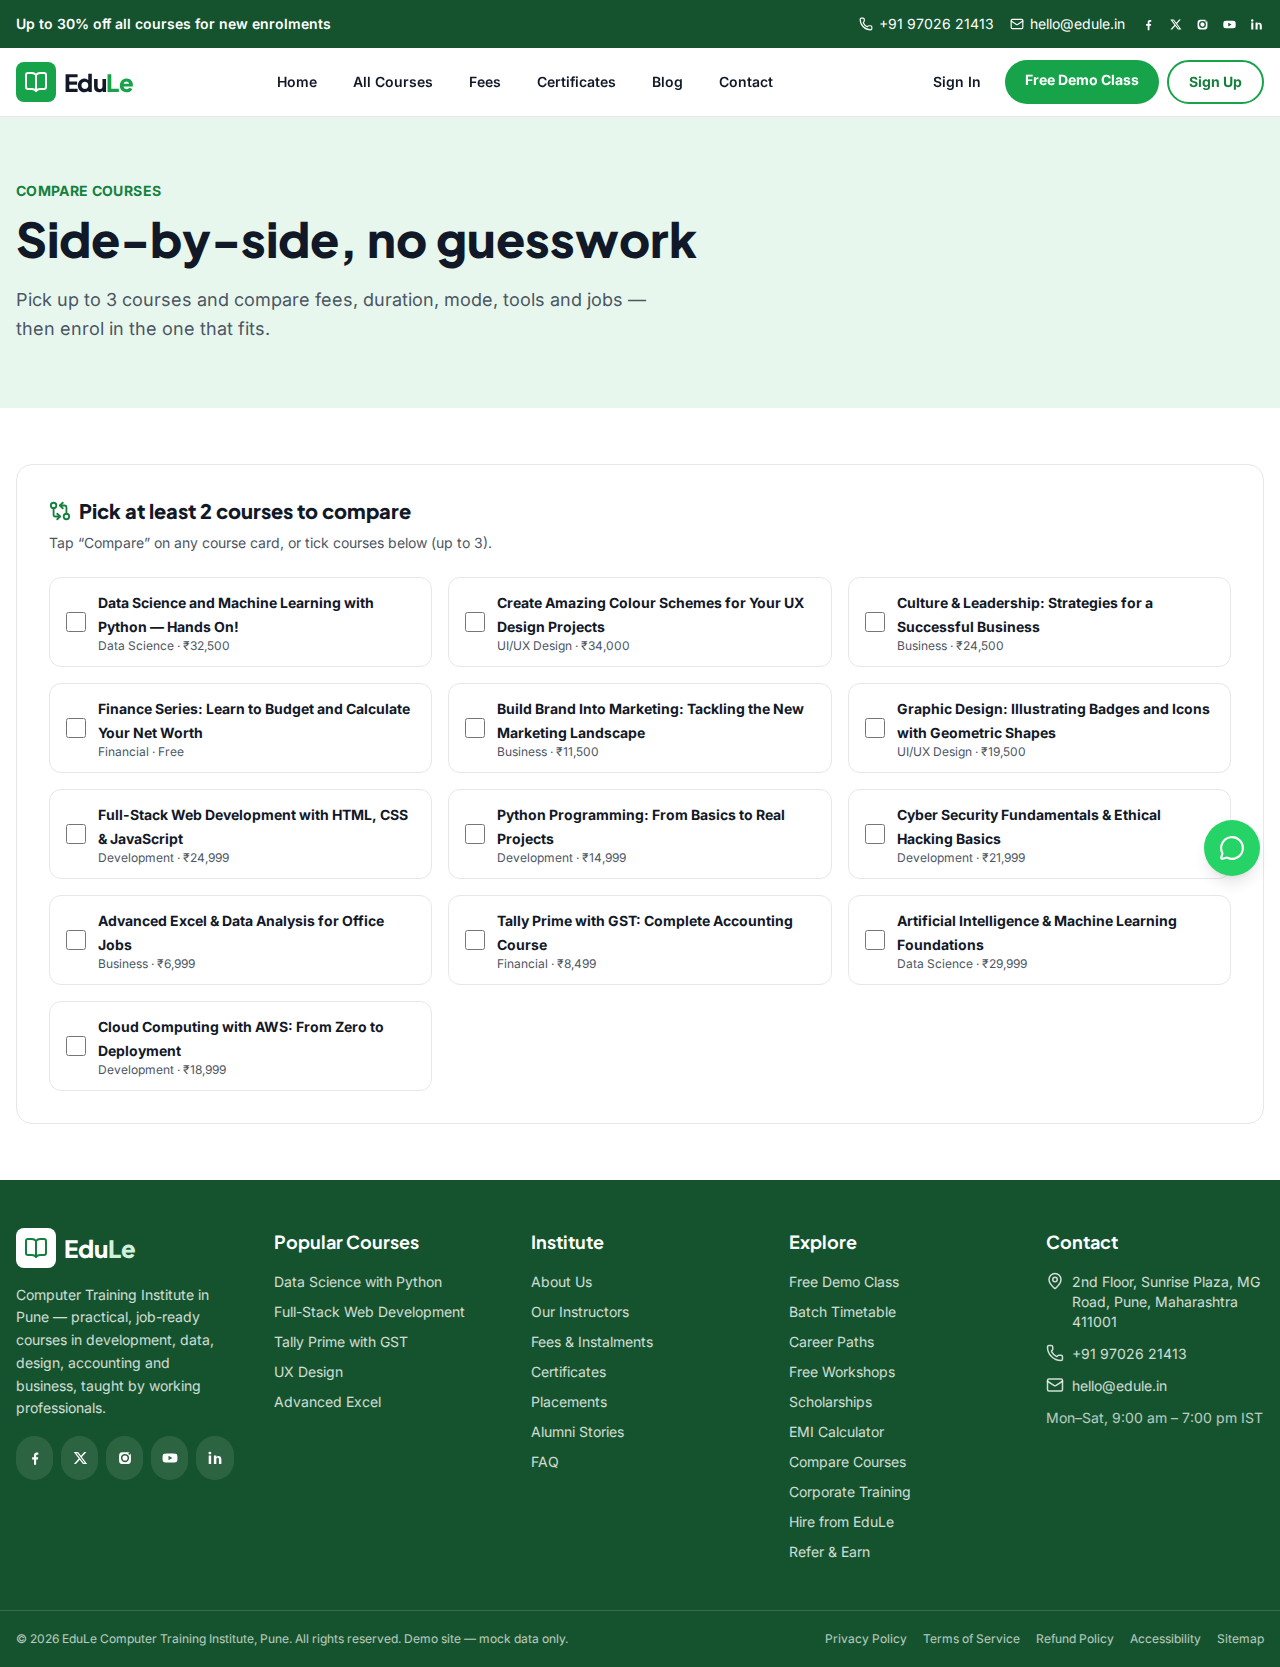 Up to 30% off all courses for new enrolments
+91 97026 21413
hello@edule.in
EduLe
Home
All Courses
Fees
Certificates
Blog
Contact
Sign In
Free Demo Class
Sign Up
COMPARE COURSES
Side-by-side, no guesswork
Pick up to 3 courses and compare fees, duration, mode, tools and jobs —
then enrol in the one that fits.
Pick at least 2 courses to compare
Tap “Compare” on any course card, or tick courses below (up to 3).
Data Science and Machine Learning with
Python — Hands On!
Data Science · ₹32,500
Create Amazing Colour Schemes for Your UX
Design Projects
UI/UX Design · ₹34,000
Culture & Leadership: Strategies for a
Successful Business
Business · ₹24,500
Finance Series: Learn to Budget and Calculate
Your Net Worth
Financial · Free
Build Brand Into Marketing: Tackling the New
Marketing Landscape
Business · ₹11,500
Graphic Design: Illustrating Badges and Icons
with Geometric Shapes
UI/UX Design · ₹19,500
Full-Stack Web Development with HTML, CSS
& JavaScript
Development · ₹24,999
Python Programming: From Basics to Real
Projects
Development · ₹14,999
Cyber Security Fundamentals & Ethical
Hacking Basics
Development · ₹21,999
Advanced Excel & Data Analysis for Office
Jobs
Business · ₹6,999
Tally Prime with GST: Complete Accounting
Course
Financial · ₹8,499
Artificial Intelligence & Machine Learning
Foundations
Data Science · ₹29,999
Cloud Computing with AWS: From Zero to
Deployment
Development · ₹18,999
EduLe
Computer Training Institute in
Pune — practical, job-ready
courses in development, data,
design, accounting and
business, taught by working
professionals.
Popular Courses
Data Science with Python
Full-Stack Web Development
Tally Prime with GST
UX Design
Advanced Excel
Institute
About Us
Our Instructors
Fees & Instalments
Certificates
Placements
Alumni Stories
FAQ
Explore
Free Demo Class
Batch Timetable
Career Paths
Free Workshops
Scholarships
EMI Calculator
Compare Courses
Corporate Training
Hire from EduLe
Refer & Earn
Contact
2nd Floor, Sunrise Plaza, MG
Road, Pune, Maharashtra
411001
+91 97026 21413
hello@edule.in
Mon–Sat, 9:00 am – 7:00 pm IST
© 2026 EduLe Computer Training Institute, Pune. All rights reserved. Demo site — mock data only.
Privacy Policy
Terms of Service
Refund Policy
Accessibility
Sitemap